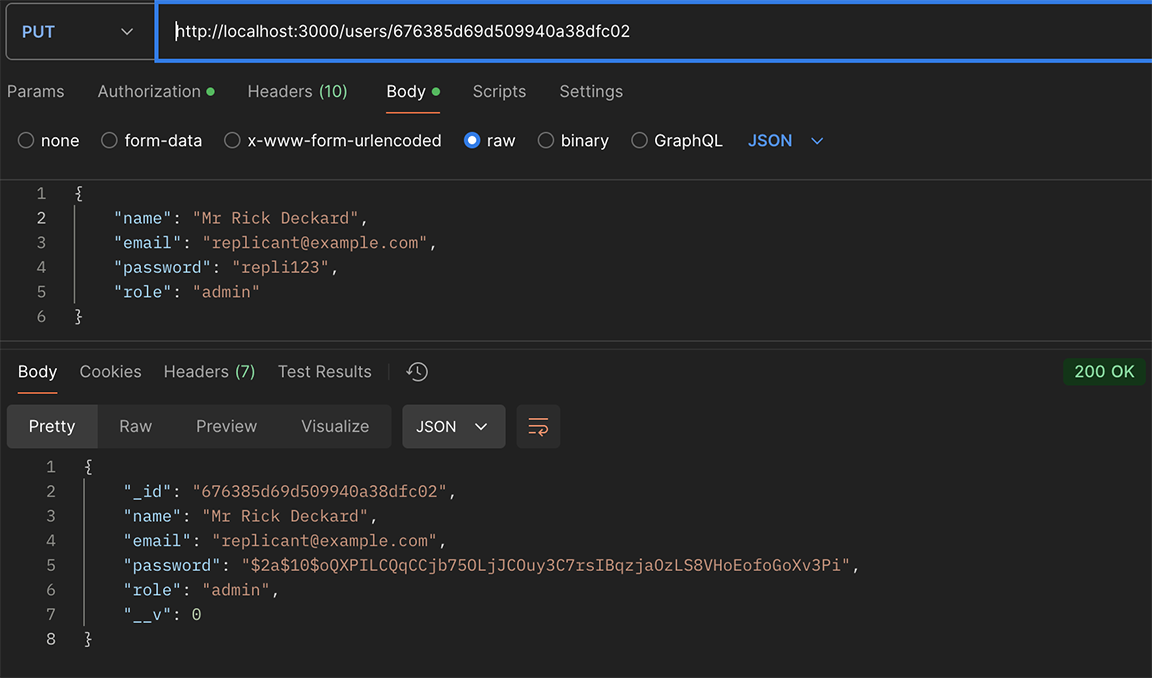 PUT http://localhost:3000/users/676385d69d509940a38dfc02
Params Authorization Headers (10) Body Scripts Settings
none form-data x-www-form-urlencoded raw binary GraphQL JSON
1 {
2 "name": "Mr Rick Deckard",
3 "email": "replicant@example.com",
4 "password": "repli123",
5 "role": "admin"
6 }
Body Cookies Headers (7) Test Results 200 OK
Pretty Raw Preview Visualize JSON
1 {
2 "_id": "676385d69d509940a38dfc02",
3 "name": "Mr Rick Deckard",
4 "email": "replicant@example.com",
5 "password": "$2a$10$oQXPILCQqCCjb75OLjJCOuy3C7rsIBqzjaOzLS8VHoEofoGoXv3Pi",
6 "role": "admin",
7 "__v": 0
8 }